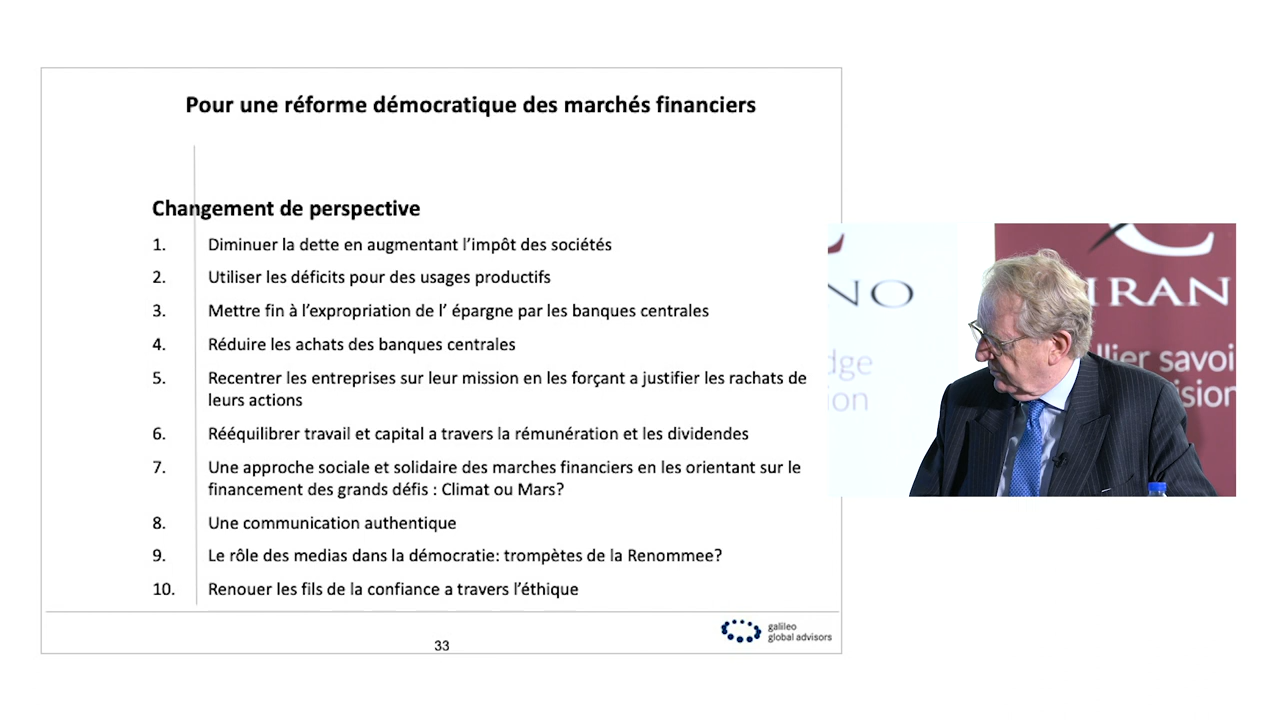 Pour une réforme démocratique des marchés financiers
Changement de perspective
1. Diminuer la dette en augmentant l'impôt des sociétés
2. Utiliser les déficits pour des usages productifs
3. Mettre fin à l'expropriation de l' épargne par les banques centrales
4. Réduire les achats des banques centrales
5. Recentrer les entreprises sur leur mission en les forçant a justifier les rachats de
leurs actions
6. Rééquilibrer travail et capital a travers la rémunération et les dividendes
7. Une approche sociale et solidaire des marches financiers en les orientant sur le
financement des grands défis : Climat ou Mars?
8. Une communication authentique
9. Le rôle des medias dans la démocratie: trompètes de la Renommee?
10. Renouer les fils de la confiance a travers l'éthique
galileo
global advisors
33
NO
dge
ion
IRAN
llier savoi
ision